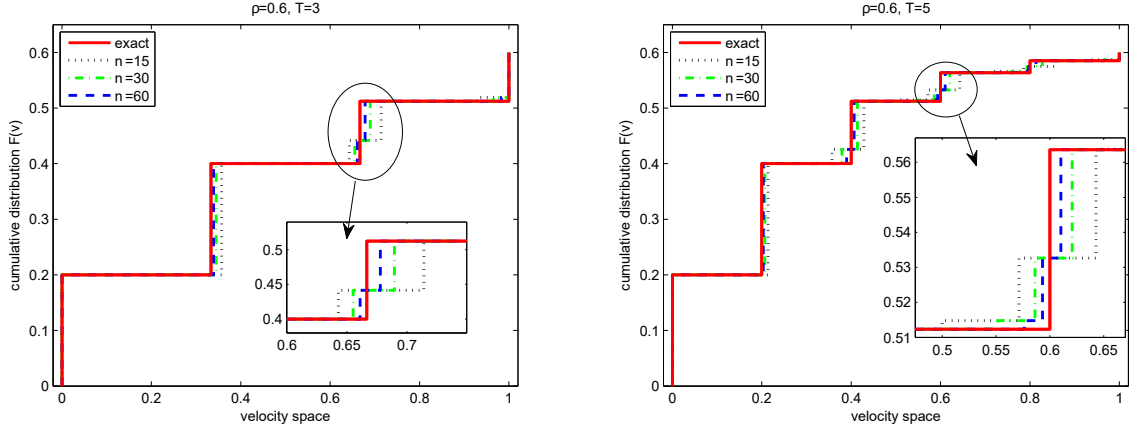 ρ=0.6, T=3
exact
n=15
n=30
n=60
cumulative distribution F(v)
0.6
0.5
0.4
0.3
0.2
0.1
0
0.5
0.45
0.4
0.6 0.65 0.7
0 0.2 0.4 0.6 0.8 1
velocity space
ρ=0.6, T=5
exact
n=15
n=30
n=60
cumulative distribution F(v)
0.6
0.5
0.4
0.3
0.2
0.1
0
0.56
0.55
0.54
0.53
0.52
0.51
0.5 0.55 0.6 0.65
0 0.2 0.4 0.6 0.8 1
velocity space